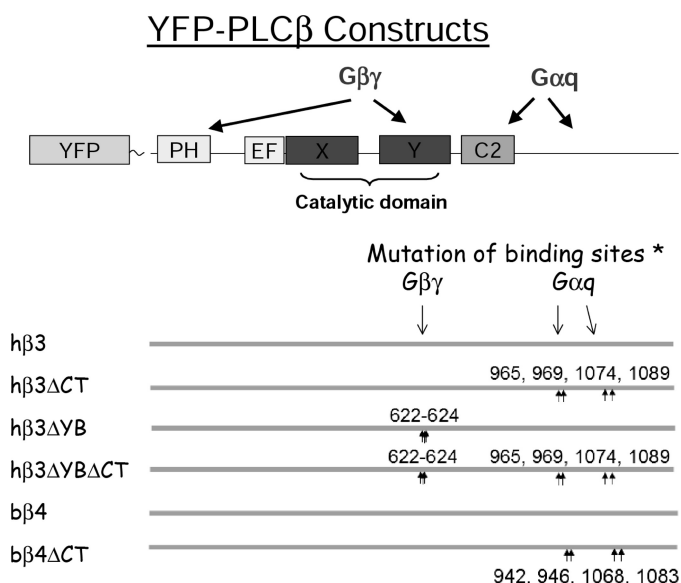 YFP-PLCβ Constructs
Gβγ Gαq
YFP PH EF X Y C2
Catalytic domain
Mutation of binding sites *
Gβγ Gαq
hβ3
965, 969, 1074, 1089
hβ3ΔCT
622-624
hβ3ΔYB
622-624 965, 969, 1074, 1089
hβ3ΔYBΔCT
bβ4
bβ4ΔCT
942, 946, 1068, 1083